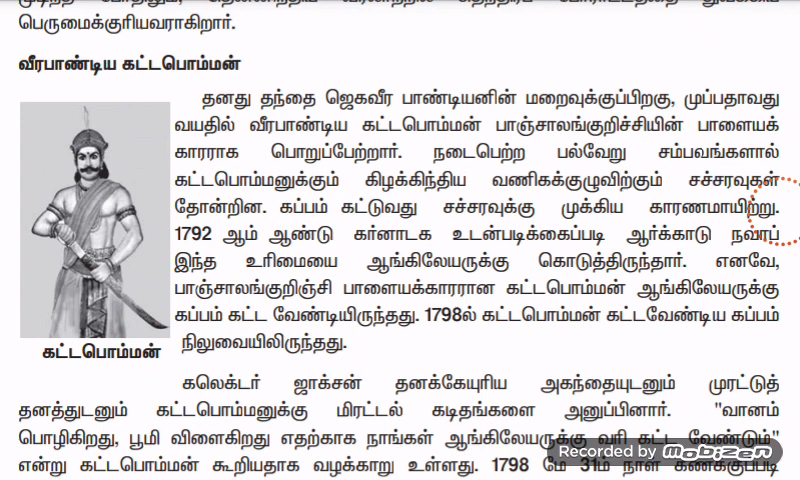 பெருமைக்குரியவராகிறார்.
வீரபாண்டிய கட்டபொம்மன்
தனது தந்தை ஜெகவீர பாண்டியனின் மறைவுக்குப்பிறகு, முப்பதாவது
வயதில் வீரபாண்டிய கட்டபொம்மன் பாஞ்சாலங்குறிச்சியின் பாளையக்
காரராக பொறுப்பேற்றார். நடைபெற்ற பல்வேறு சம்பவங்களால்
கட்டபொம்மனுக்கும் கிழக்கிந்திய வணிகக்குழுவிற்கும் சச்சரவுகள்
தோன்றின. கப்பம் கட்டுவது சச்சரவுக்கு முக்கிய காரணமாயிற்று.
1792 ஆம் ஆண்டு கர்னாடக உடன்படிக்கைப்படி ஆர்க்காடு நவாப்
இந்த உரிமையை ஆங்கிலேயருக்கு கொடுத்திருந்தார். எனவே,
பாஞ்சாலங்குறிஞ்சி பாளையக்காரரான கட்டபொம்மன் ஆங்கிலேயருக்கு
கப்பம் கட்ட வேண்டியிருந்தது. 1798ல் கட்டபொம்மன் கட்டவேண்டிய கப்பம்
நிலுவையிலிருந்தது.
கட்டபொம்மன்
கலெக்டர் ஜாக்சன் தனக்கேயுரிய அகந்தையுடனும் முரட்டுத்
தனத்துடனும் கட்டபொம்மனுக்கு மிரட்டல் கடிதங்களை அனுப்பினார். "வானம்
பொழிகிறது, பூமி விளைகிறது எதற்காக நாங்கள் ஆங்கிலேயருக்கு வரி கட்ட வேண்டும்"
என்று கட்டபொம்மன் கூறியதாக வழக்காறு உள்ளது. 1798 மே 31ம் நாள் கணக்குப்படி
Recorded by Mobizen